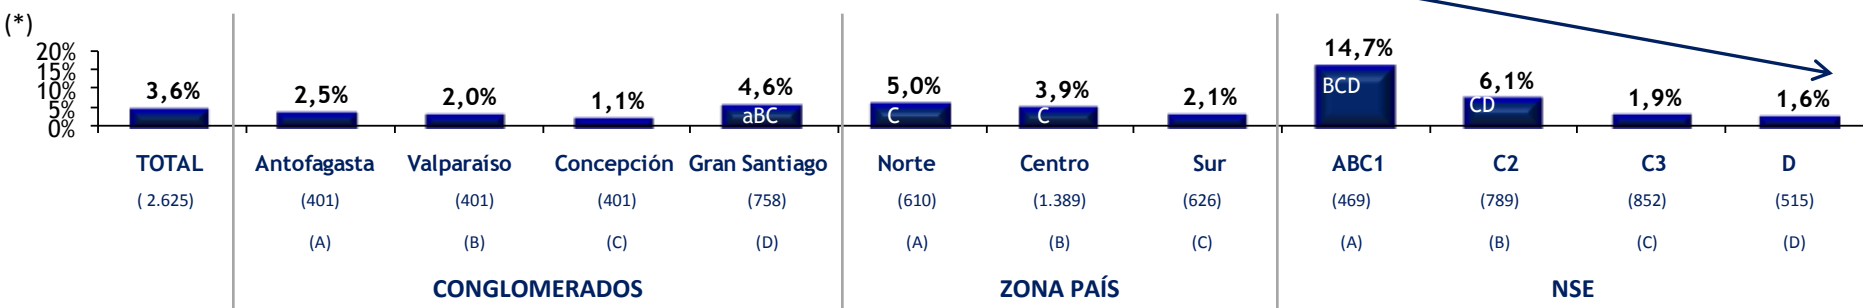 (*)
20%
15%
10%
5%
0%
3,6% 2,5% 2,0% 1,1% 4,6% 5,0% 3,9% 2,1% 14,7% 6,1% 1,9% 1,6%
aBC C C BCD CD
TOTAL Antofagasta Valparaíso Concepción Gran Santiago Norte Centro Sur ABC1 C2 C3 D
( 2.625) (401) (401) (401) (758) (610) (1.389) (626) (469) (789) (852) (515)
(A) (B) (C) (D) (A) (B) (C) (A) (B) (C) (D)
CONGLOMERADOS ZONA PAÍS NSE